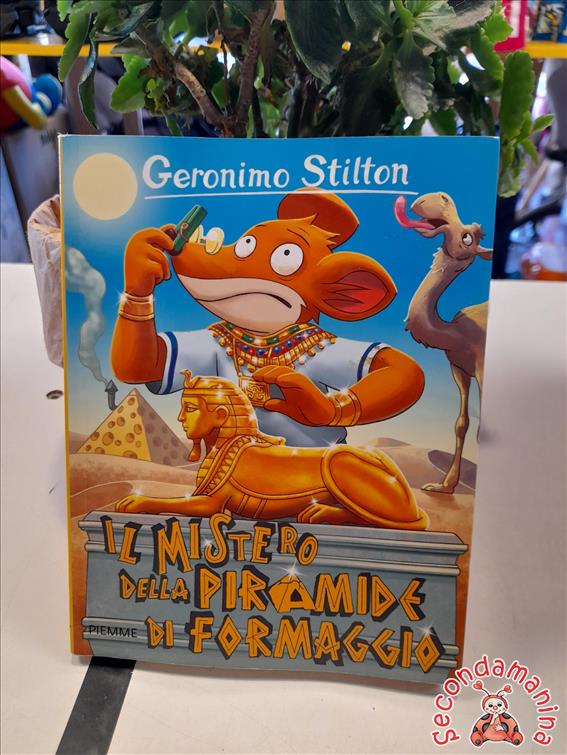 Geronimo Stilton
IL MISTERO
DELLA PIRAMIDE
DI FORMAGGIO
PIEMME
Secondamanina